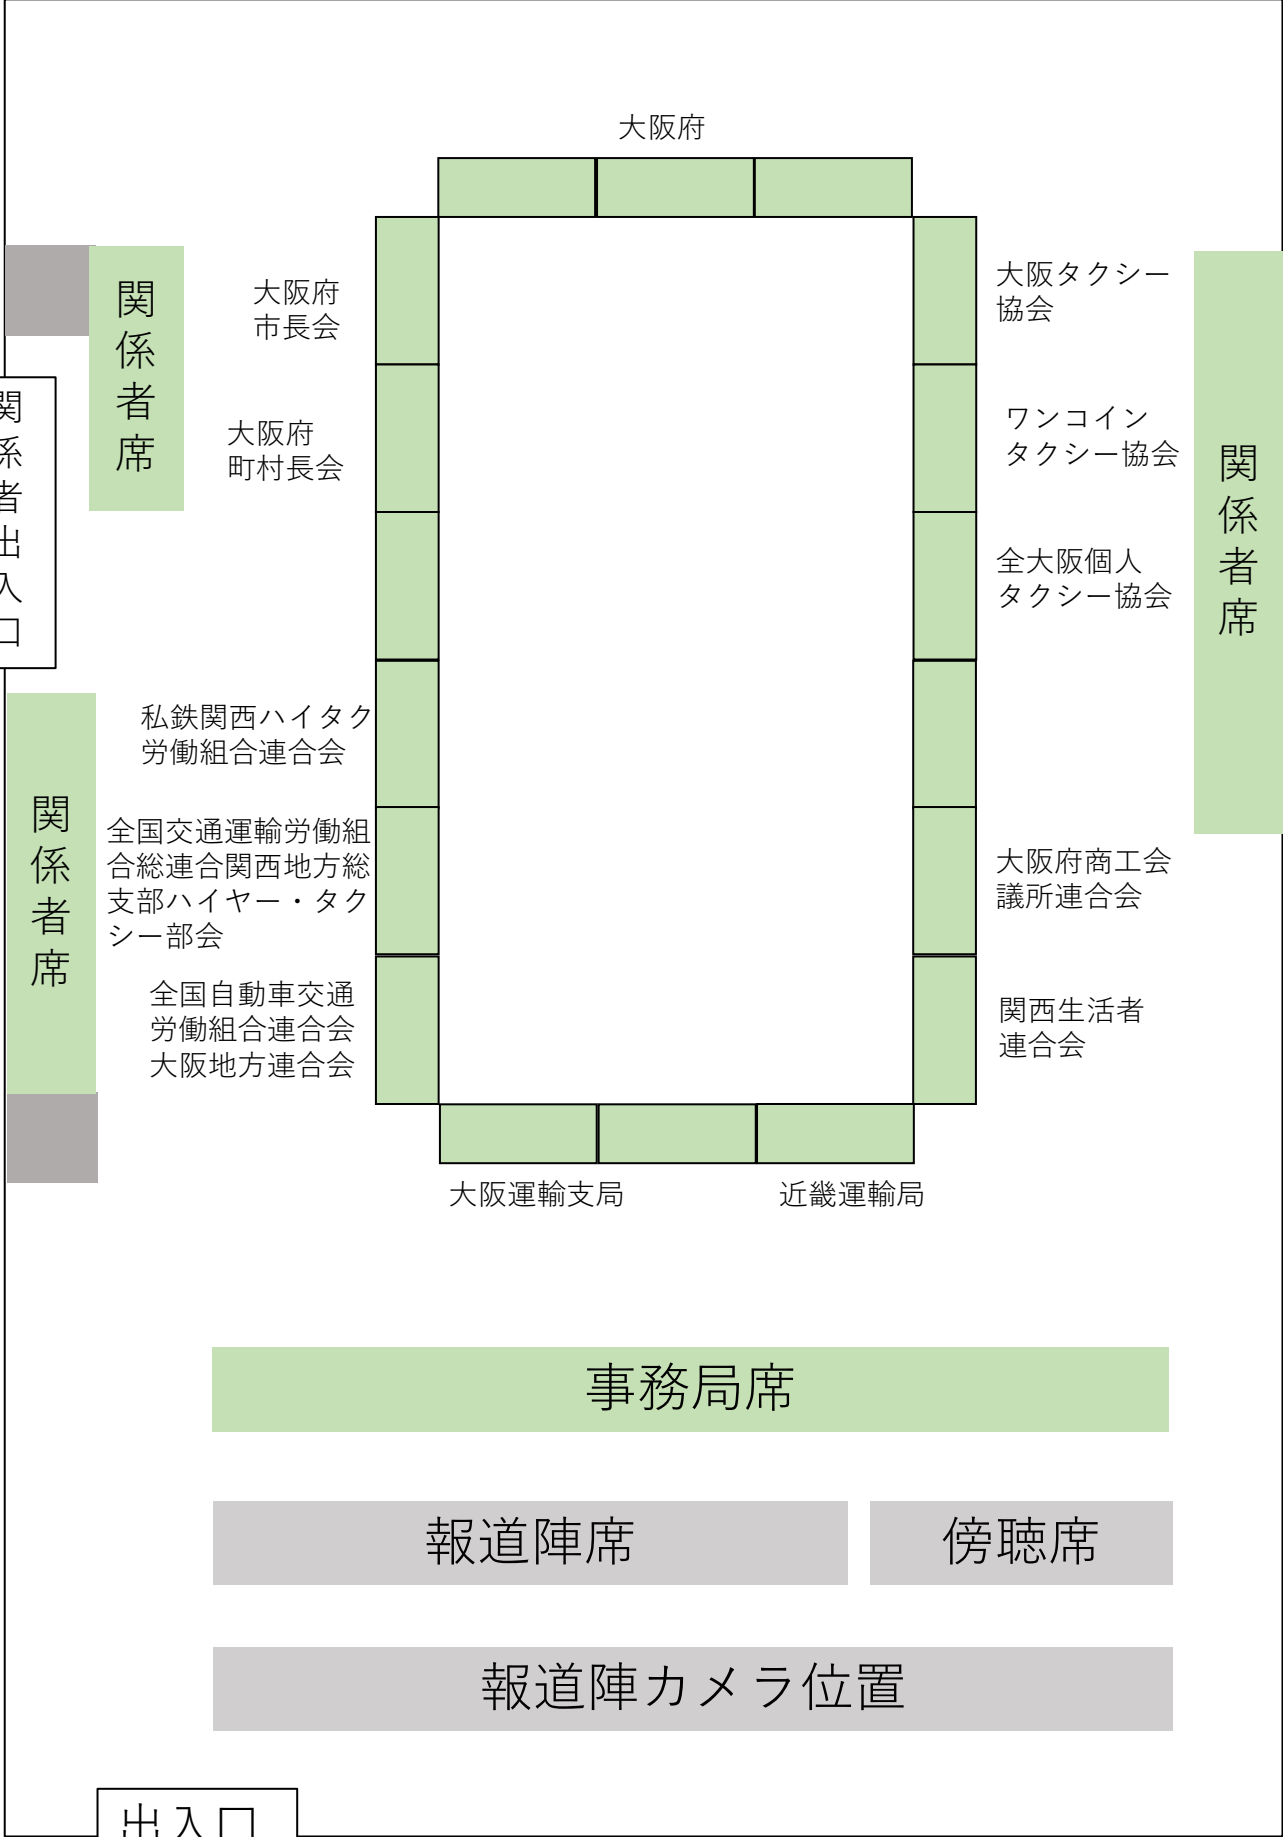 大阪府
大阪府
市長会
大阪府
町村長会
私鉄関西ハイタク
労働組合連合会
全国交通運輸労働組
合総連合関西地方総
支部ハイヤー・タク
シー部会
全国自動車交通
労働組合連合会
大阪地方連合会
大阪タクシー
協会
ワンコイン
タクシー協会
全大阪個人
タクシー協会
大阪府商工会
議所連合会
関西生活者
連合会
大阪運輸支局
近畿運輸局
関係者席
関係者出入口
関係者席
関係者席
事務局席
報道陣席
傍聴席
報道陣カメラ位置
出入口